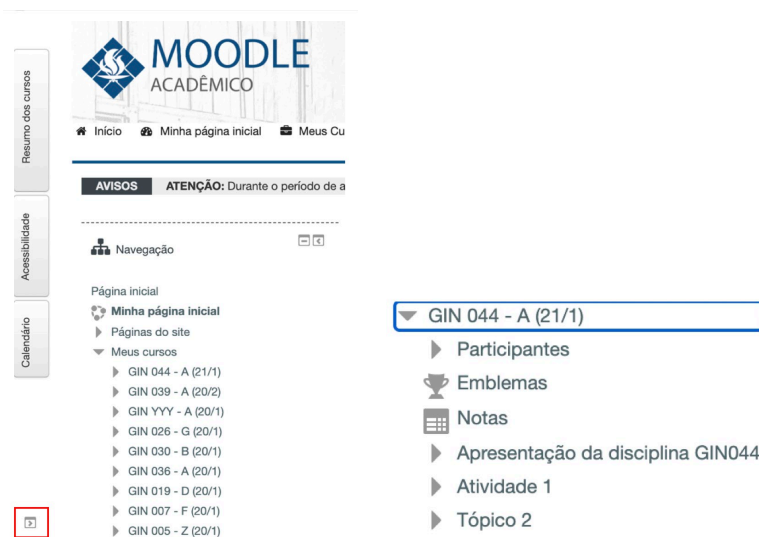 MOODLE
ACADÊMICO
Início Minha página inicial Meus Cu
AVISOS ATENÇÃO: Durante o período de a
Resumo dos cursos
Acessibilidade
Calendário
Navegação
Página inicial
Minha página inicial
Páginas do site
Meus cursos
GIN 044 - A (21/1)
GIN 039 - A (20/2)
GIN YYY - A (20/1)
GIN 026 - G (20/1)
GIN 030 - B (20/1)
GIN 036 - A (20/1)
GIN 019 - D (20/1)
GIN 007 - F (20/1)
GIN 005 - Z (20/1)
GIN 044 - A (21/1)
Participantes
Emblemas
Notas
Apresentação da disciplina GIN044
Atividade 1
Tópico 2